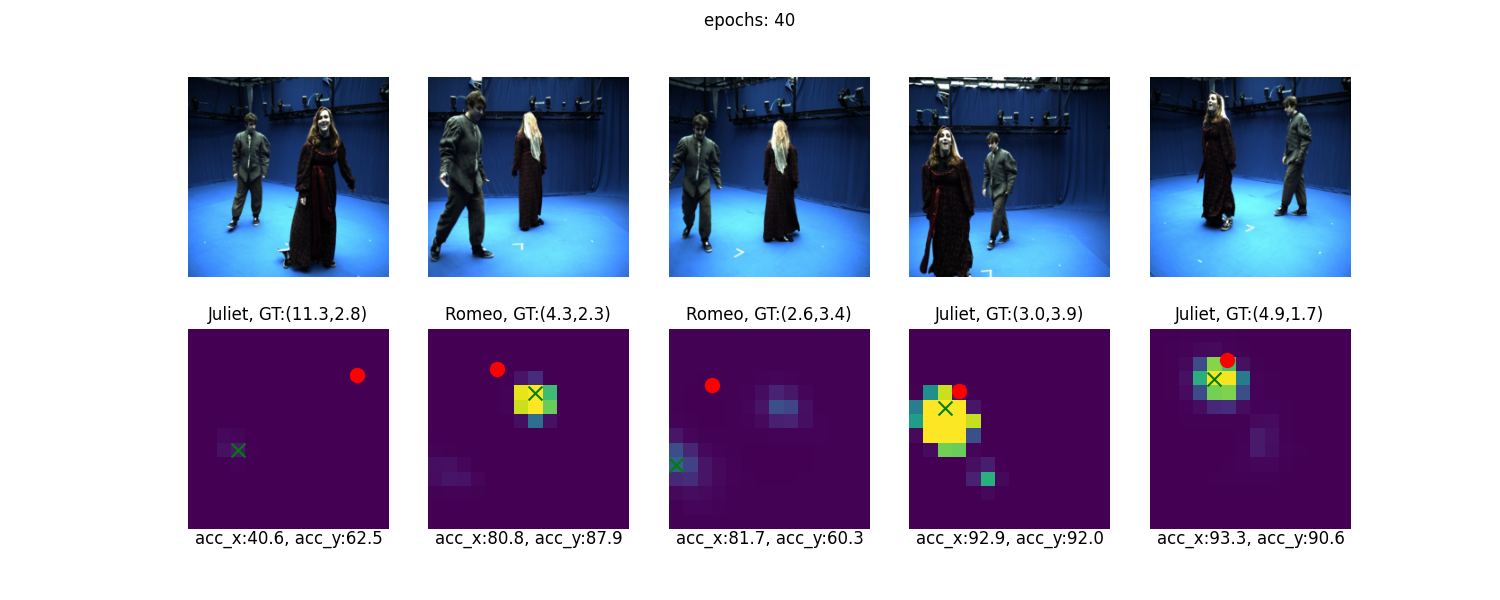 epochs: 40
Juliet, GT:(11.3,2.8)
Romeo, GT:(4.3,2.3)
Romeo, GT:(2.6,3.4)
Juliet, GT:(3.0,3.9)
Juliet, GT:(4.9,1.7)
acc_x:40.6, acc_y:62.5
acc_x:80.8, acc_y:87.9
acc_x:81.7, acc_y:60.3
acc_x:92.9, acc_y:92.0
acc_x:93.3, acc_y:90.6